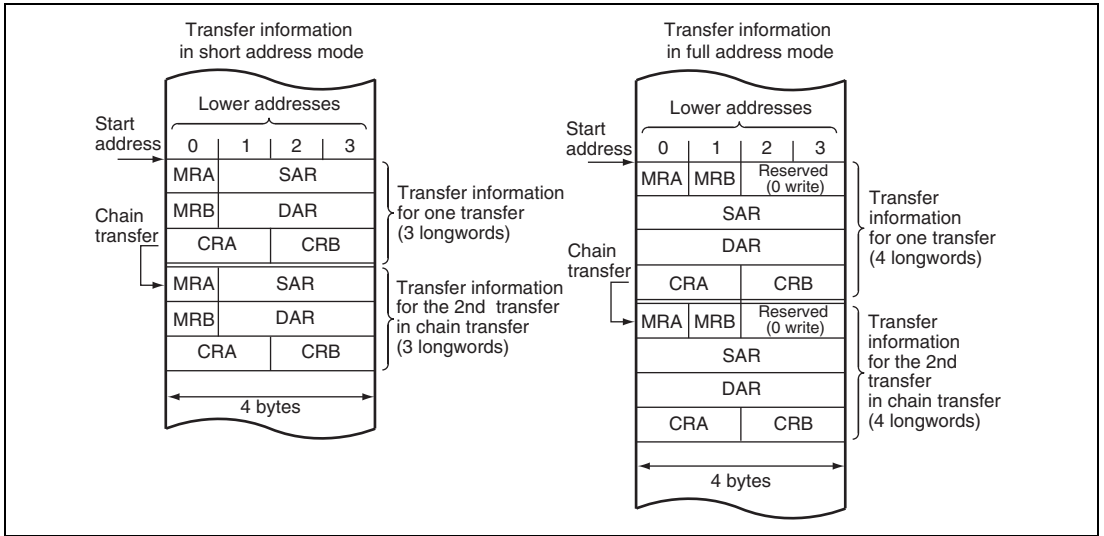 Transfer information
in short address mode
Lower addresses
Start
address
0 1 2 3
MRA SAR
MRB DAR
CRA CRB
Transfer information
for one transfer
(3 longwords)
Chain
transfer
MRA SAR
MRB DAR
CRA CRB
Transfer information
for the 2nd transfer
in chain transfer
(3 longwords)
4 bytes
Transfer information
in full address mode
Lower addresses
Start
address
0 1 2 3
MRA MRB Reserved
(0 write)
SAR
DAR
CRA CRB
Transfer
information
for one transfer
(4 longwords)
Chain
transfer
MRA MRB Reserved
(0 write)
SAR
DAR
CRA CRB
Transfer
information
for the 2nd
transfer
in chain transfer
(4 longwords)
4 bytes